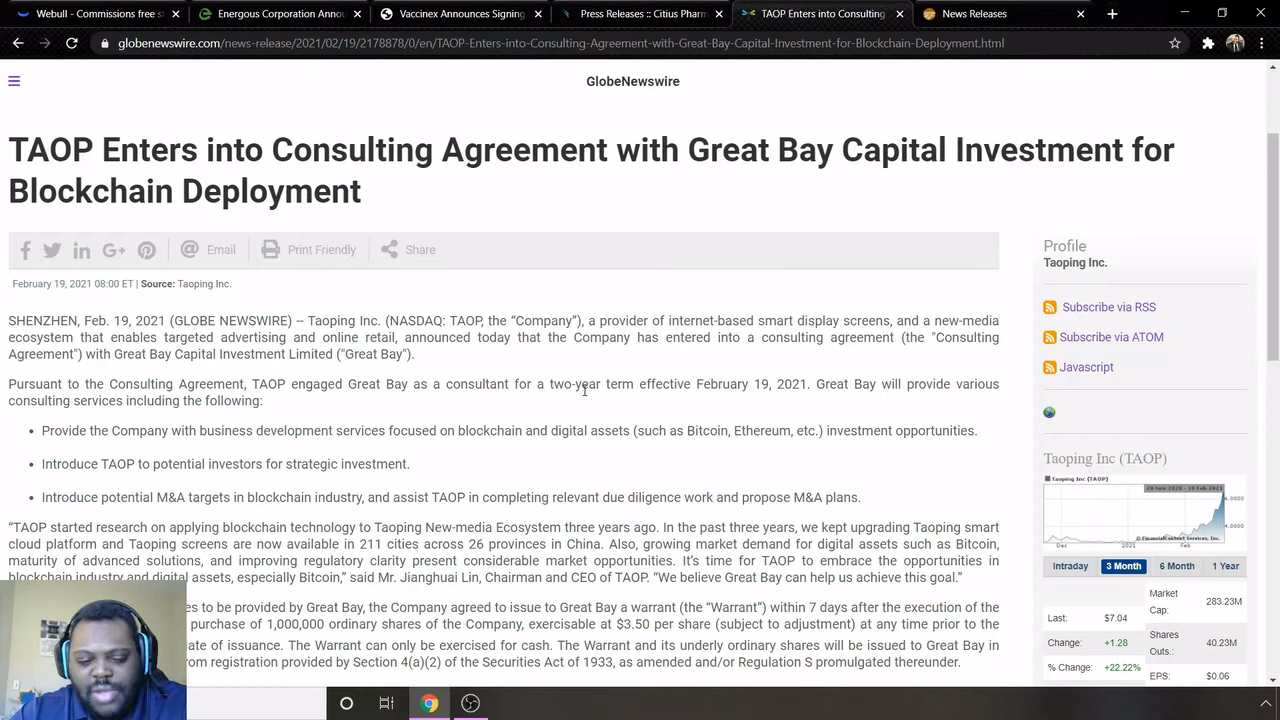 Webull - Commissions free s
Energous Corporation Announ
Vaccinex Announces Signing
Press Releases :: Citius Pharm
TAOP Enters into Consulting
News Releases
globenewswire.com/news-release/2021/02/19/2178878/0/en/TAOP-Enters-into-Consulting-Agreement-with-Great-Bay-Capital-Investment-for-Blockchain-Deployment.html
GlobeNewswire
TAOP Enters into Consulting Agreement with Great Bay Capital Investment for
Blockchain Deployment
Email
Print Friendly
Share
February 19, 2021 08:00 ET | Source: Taoping Inc.
SHENZHEN, Feb. 19, 2021 (GLOBE NEWSWIRE) -- Taoping Inc. (NASDAQ: TAOP, the “Company”), a provider of internet-based smart display screens, and a new-media
ecosystem that enables targeted advertising and online retail, announced today that the Company has entered into a consulting agreement (the "Consulting
Agreement") with Great Bay Capital Investment Limited ("Great Bay").
Pursuant to the Consulting Agreement, TAOP engaged Great Bay as a consultant for a two-year term effective February 19, 2021. Great Bay will provide various
consulting services including the following:
• Provide the Company with business development services focused on blockchain and digital assets (such as Bitcoin, Ethereum, etc.) investment opportunities.
• Introduce TAOP to potential investors for strategic investment.
• Introduce potential M&A targets in blockchain industry, and assist TAOP in completing relevant due diligence work and propose M&A plans.
“TAOP started research on applying blockchain technology to Taoping New-media Ecosystem three years ago. In the past three years, we kept upgrading Taoping smart
cloud platform and Taoping screens are now available in 211 cities across 26 provinces in China. Also, growing market demand for digital assets such as Bitcoin,
maturity of advanced solutions, and improving regulatory clarity present considerable market opportunities. It’s time for TAOP to embrace the opportunities in
blockchain industry and digital assets, especially Bitcoin,” said Mr. Jianghuai Lin, Chairman and CEO of TAOP. “We believe Great Bay can help us achieve this goal.”
es to be provided by Great Bay, the Company agreed to issue to Great Bay a warrant (the “Warrant”) within 7 days after the execution of the
purchase of 1,000,000 ordinary shares of the Company, exercisable at $3.50 per share (subject to adjustment) at any time prior to the
ate of issuance. The Warrant can only be exercised for cash. The Warrant and its underlying ordinary shares will be issued to Great Bay in
rom registration provided by Section 4(a)(2) of the Securities Act of 1933, as amended and/or Regulation S promulgated thereunder.
Profile
Taoping Inc.
Subscribe via RSS
Subscribe via ATOM
Javascript
Taoping Inc (TAOP)
Taoping Inc (TAOP)
20 Nov 2020 - 19 Feb 2021
6.0000
4.0000
© FinancialContent Services, Inc.
Dec 2021 Feb
Intraday 3 Month 6 Month 1 Year
Last: $7.04
Change: +1.28
% Change: +22.22%
Market Cap: 283.23M
Shares Outs.: 40.23M
EPS: $0.06